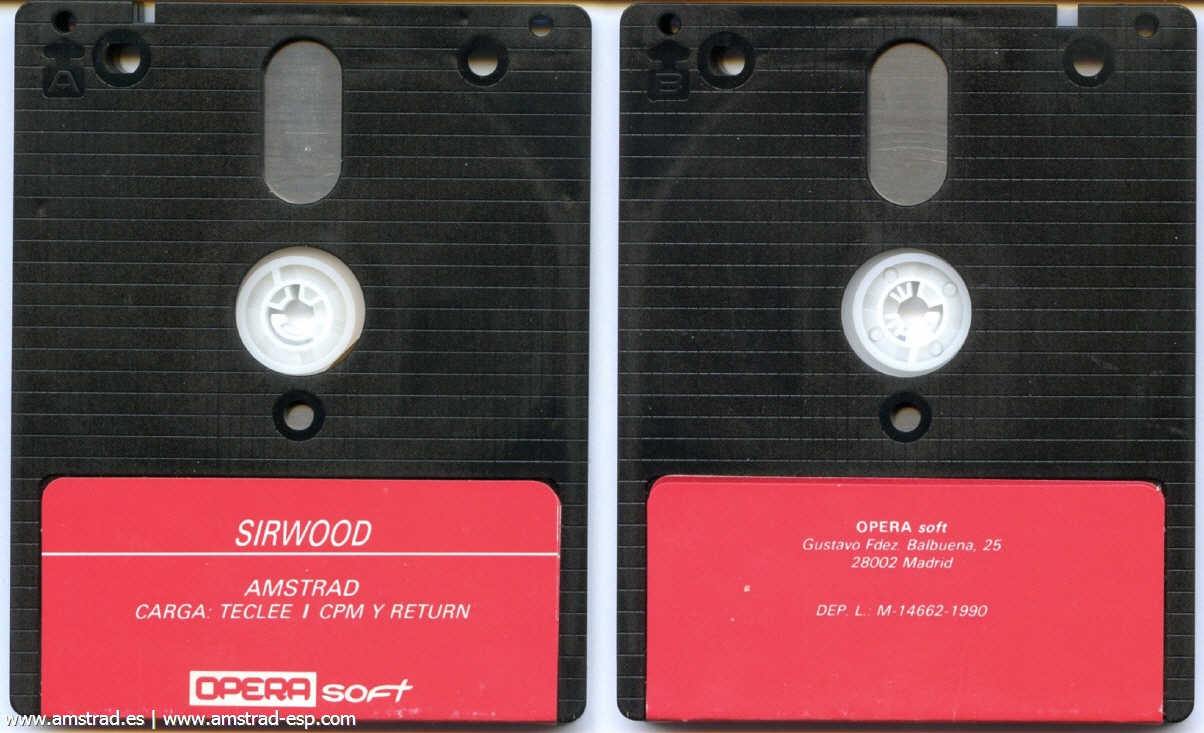 A
SIRWOOD
AMSTRAD
CARGA: TECLEE | CPM Y RETURN
OPERA soft
B
OPERA soft
Gustavo Fdez. Balbuena, 25
28002 Madrid
DEP. L.: M-14662-1990
www.amstrad.es | www.amstrad-esp.com